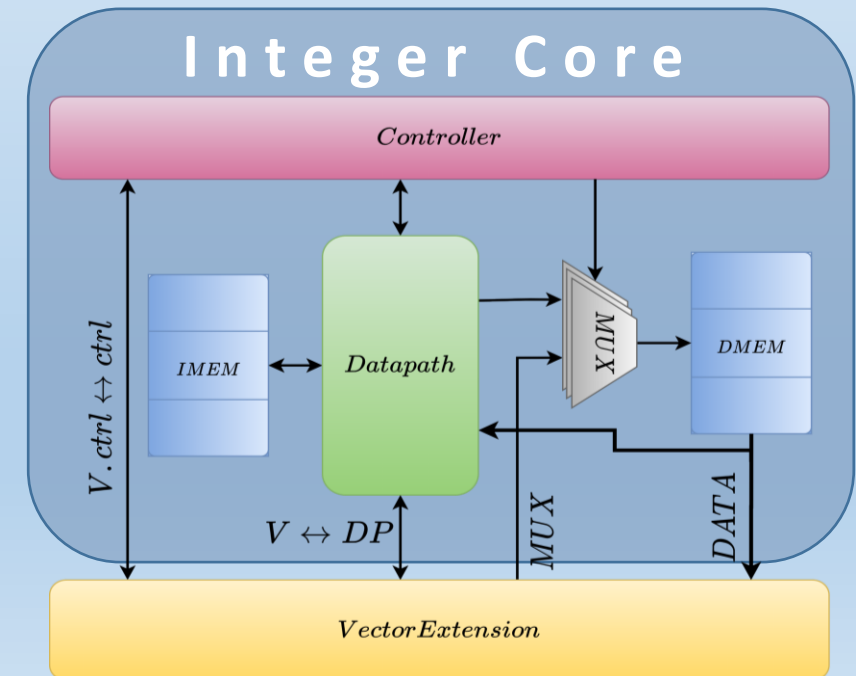 Integer Core
Controller
V.ctrl ↔ ctrl
IMEM
Datapath
MUX
DMEM
V ↔ DP
MUX
DATA
VectorExtension